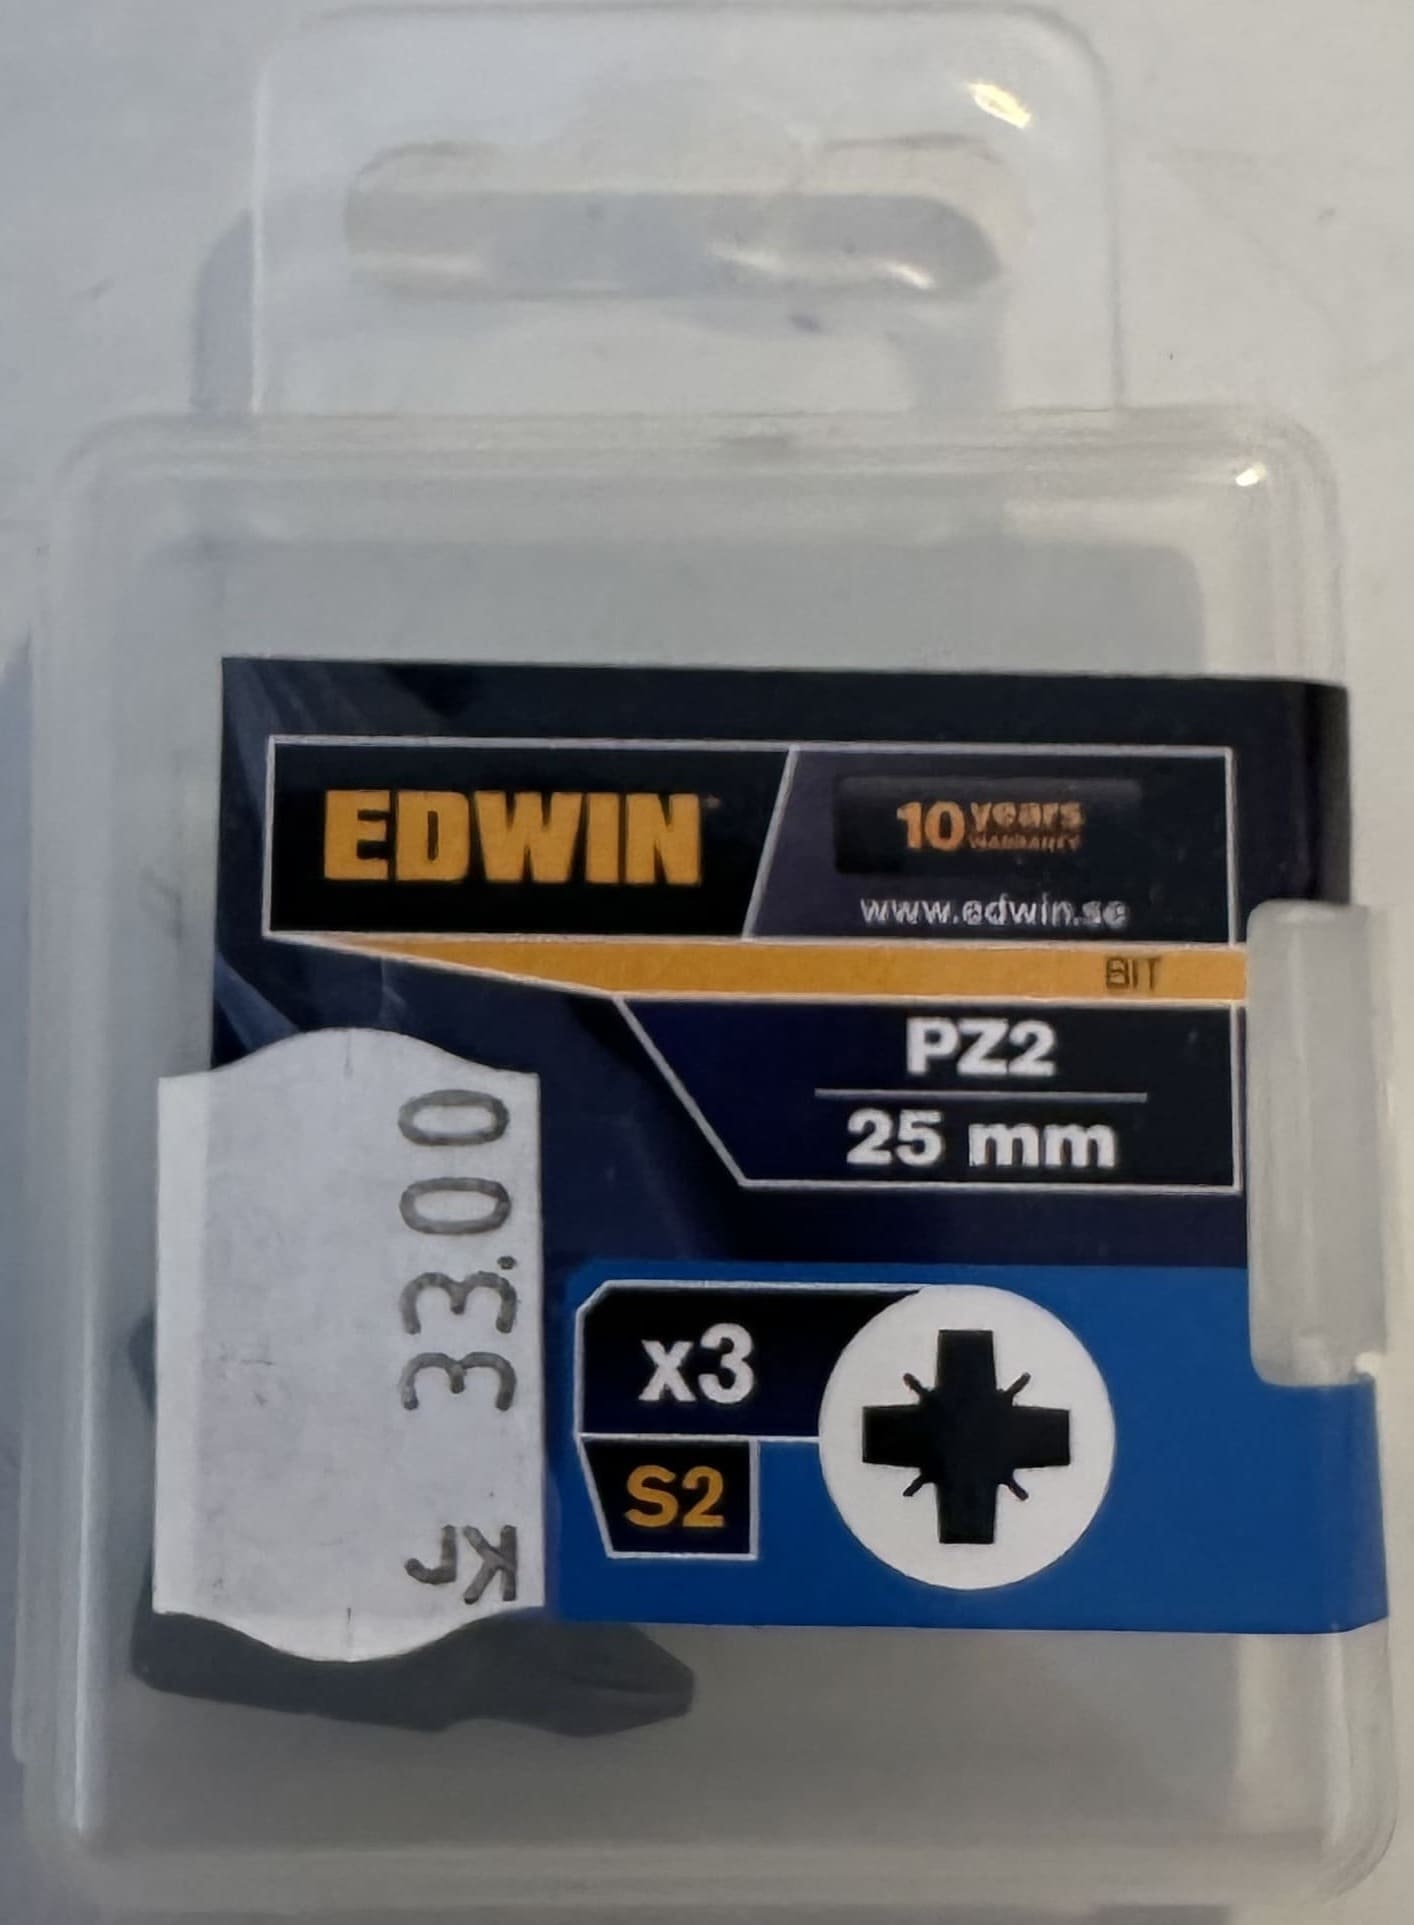 EDWIN
10 years
WARRANTY
www.edwin.se
BIT
PZ2
25 mm
x3
S2
Kr 33.00